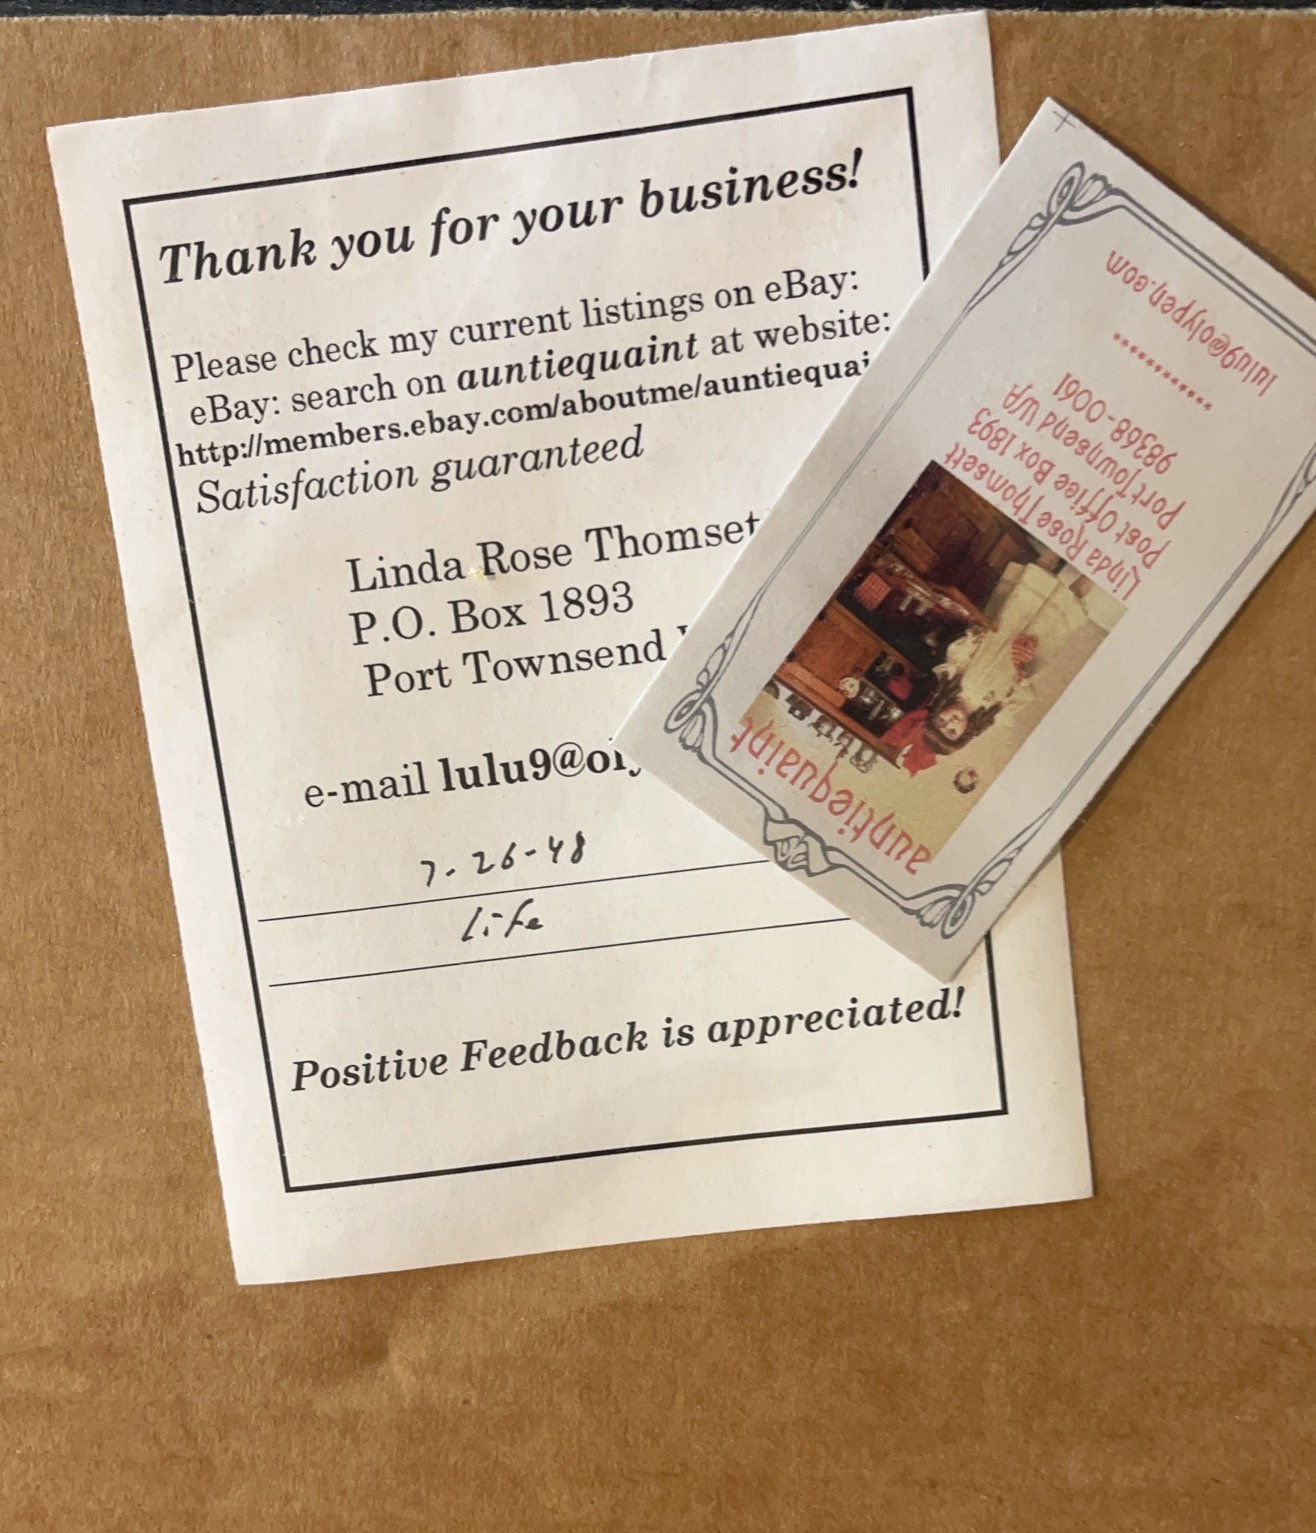 Thank you for your business!
Please check my current listings on eBay:
eBay: search on auntiequaint at website:
http://members.ebay.com/aboutme/auntiequai
Satisfaction guaranteed
Linda Rose Thomset
P.O. Box 1893
Port Townsend
e-mail lulu9@oly
7-26-48
life
Positive Feedback is appreciated!
auntiequaint
Linda Rose Thomsett
Post Office Box 1893
Port Townsend WA
98368-0061
***********
lulu9@olypen.com